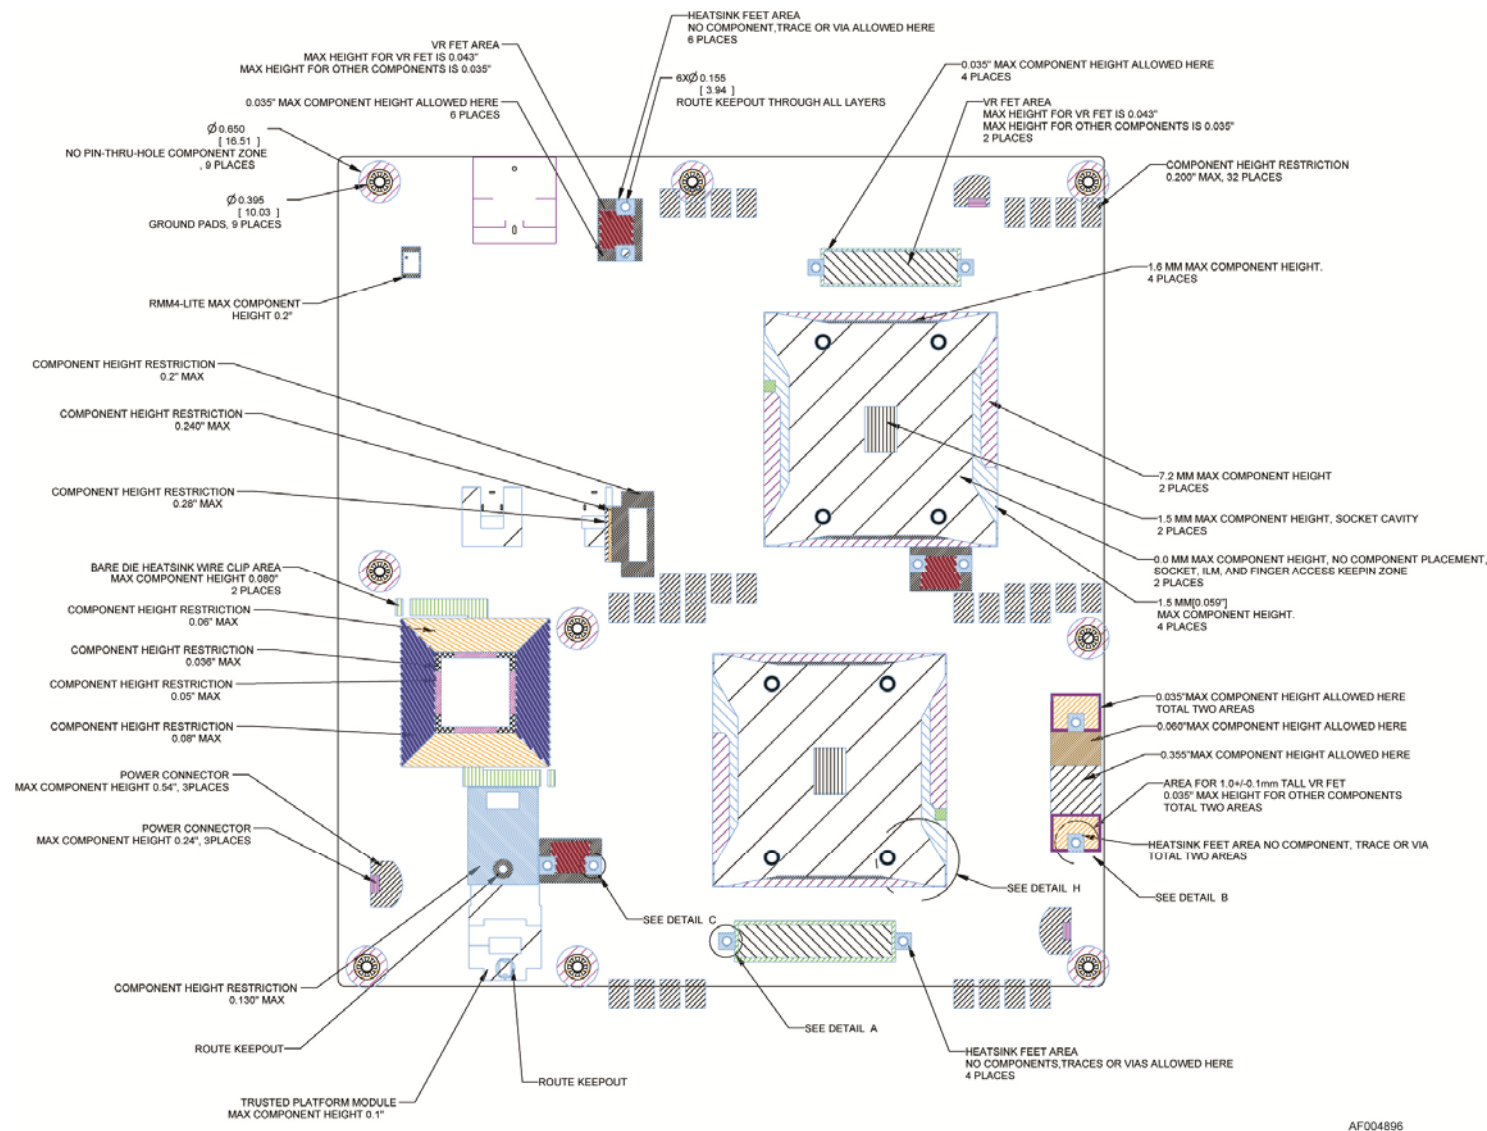 HEATSINK FEET AREA
NO COMPONENT,TRACE OR VIA ALLOWED HERE
6 PLACES
VR FET AREA
MAX HEIGHT FOR VR FET IS 0.043"
MAX HEIGHT FOR OTHER COMPONENTS IS 0.035"
6XØ 0.155
[ 3.94 ]
ROUTE KEEPOUT THROUGH ALL LAYERS
0.035" MAX COMPONENT HEIGHT ALLOWED HERE
4 PLACES
0.035" MAX COMPONENT HEIGHT ALLOWED HERE
6 PLACES
VR FET AREA
MAX HEIGHT FOR VR FET IS 0.043"
MAX HEIGHT FOR OTHER COMPONENTS IS 0.035"
2 PLACES
Ø 0.650
[ 16.51 ]
NO PIN-THRU-HOLE COMPONENT ZONE
, 9 PLACES
COMPONENT HEIGHT RESTRICTION
0.200" MAX, 32 PLACES
Ø 0.395
[ 10.03 ]
GROUND PADS, 9 PLACES
1.6 MM MAX COMPONENT HEIGHT.
4 PLACES
RMM4-LITE MAX COMPONENT
HEIGHT 0.2"
COMPONENT HEIGHT RESTRICTION
0.2" MAX
COMPONENT HEIGHT RESTRICTION
0.240" MAX
7.2 MM MAX COMPONENT HEIGHT
2 PLACES
COMPONENT HEIGHT RESTRICTION
0.26" MAX
1.5 MM MAX COMPONENT HEIGHT, SOCKET CAVITY
2 PLACES
0.0 MM MAX COMPONENT HEIGHT, NO COMPONENT PLACEMENT,
SOCKET, ILM, AND FINGER ACCESS KEEPIN ZONE
2 PLACES
BARE DIE HEATSINK WIRE CLIP AREA
MAX COMPONENT HEIGHT 0.080"
2 PLACES
1.5 MM[0.059"]
MAX COMPONENT HEIGHT.
4 PLACES
COMPONENT HEIGHT RESTRICTION
0.06" MAX
COMPONENT HEIGHT RESTRICTION
0.036" MAX
COMPONENT HEIGHT RESTRICTION
0.05" MAX
0.035"MAX COMPONENT HEIGHT ALLOWED HERE
TOTAL TWO AREAS
0.060"MAX COMPONENT HEIGHT ALLOWED HERE
COMPONENT HEIGHT RESTRICTION
0.08" MAX
0.355"MAX COMPONENT HEIGHT ALLOWED HERE
POWER CONNECTOR
MAX COMPONENT HEIGHT 0.54", 3PLACES
AREA FOR 1.0+/-0.1mm TALL VR FET
0.035" MAX HEIGHT FOR OTHER COMPONENTS
TOTAL TWO AREAS
POWER CONNECTOR
MAX COMPONENT HEIGHT 0.24", 3PLACES
HEATSINK FEET AREA NO COMPONENT, TRACE OR VIA
TOTAL TWO AREAS
SEE DETAIL H
SEE DETAIL B
SEE DETAIL C
COMPONENT HEIGHT RESTRICTION
0.130" MAX
SEE DETAIL A
ROUTE KEEPOUT
HEATSINK FEET AREA
NO COMPONENTS,TRACES OR VIAS ALLOWED HERE
4 PLACES
ROUTE KEEPOUT
TRUSTED PLATFORM MODULE
MAX COMPONENT HEIGHT 0.1"
AF004896